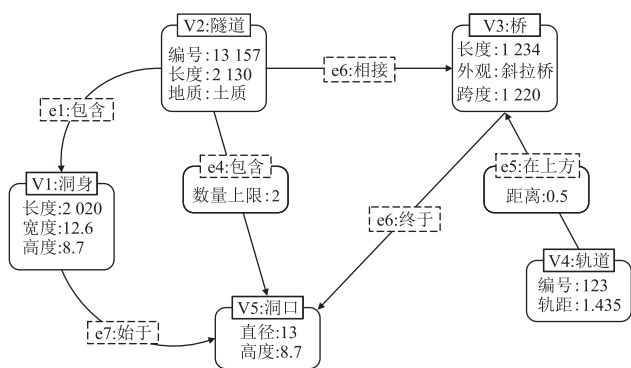 V2:隧道
编号:13 157
长度:2 130
地质:土质
V3:桥
长度:1 234
外观:斜拉桥
跨度:1 220
e6:相接
e1:包含
e4:包含
数量上限:2
e5:在上方
距离:0.5
V1:洞身
长度:2 020
宽度:12.6
高度:8.7
e6:终于
V4:轨道
编号:123
轨距:1.435
V5:洞口
直径:13
高度:8.7
e7:始于